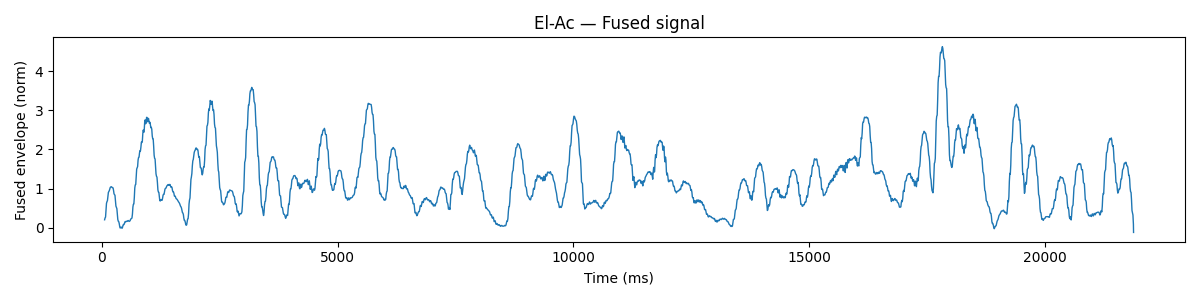 El-Ac — Fused signal
Fused envelope (norm)
4
3
2
1
0
0 5000 10000 15000 20000
Time (ms)